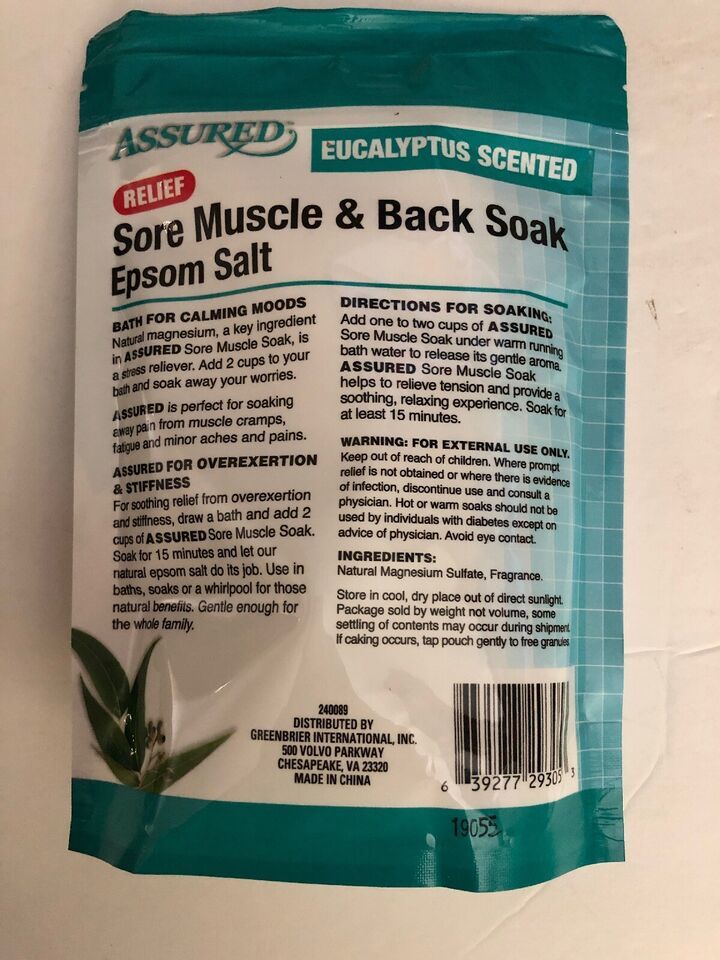 ASSURED
EUCALYPTUS SCENTED
RELIEF
Sore Muscle & Back Soak
Epsom Salt
BATH FOR CALMING MOODS
Natural magnesium, a key ingredient
in ASSURED Sore Muscle Soak, is
a stress reliever. Add 2 cups to your
bath and soak away your worries.
ASSURED is perfect for soaking
away pain from muscle cramps,
fatigue and minor aches and pains.
ASSURED FOR OVEREXERTION
& STIFFNESS
For soothing relief from overexertion
and stiffness, draw a bath and add 2
cups of ASSURED Sore Muscle Soak.
Soak for 15 minutes and let our
natural epsom salt do its job. Use in
baths, soaks or a whirlpool for those
natural benefits. Gentle enough for
the whole family.
DIRECTIONS FOR SOAKING:
Add one to two cups of ASSURED
Sore Muscle Soak under warm running
bath water to release its gentle aroma.
ASSURED Sore Muscle Soak
helps to relieve tension and provide a
soothing, relaxing experience. Soak for
at least 15 minutes.
WARNING: FOR EXTERNAL USE ONLY.
Keep out of reach of children. Where prompt
relief is not obtained or where there is evidence
of infection, discontinue use and consult a
physician. Hot or warm soaks should not be
used by individuals with diabetes except on
advice of physician. Avoid eye contact.
INGREDIENTS:
Natural Magnesium Sulfate, Fragrance.
Store in cool, dry place out of direct sunlight.
Package sold by weight not volume, some
settling of contents may occur during shipment.
If caking occurs, tap pouch gently to free granules
240089
DISTRIBUTED BY
GREENBRIER INTERNATIONAL, INC.
500 VOLVO PARKWAY
CHESAPEAKE, VA 23320
MADE IN CHINA
6 39277 29305 3
19055